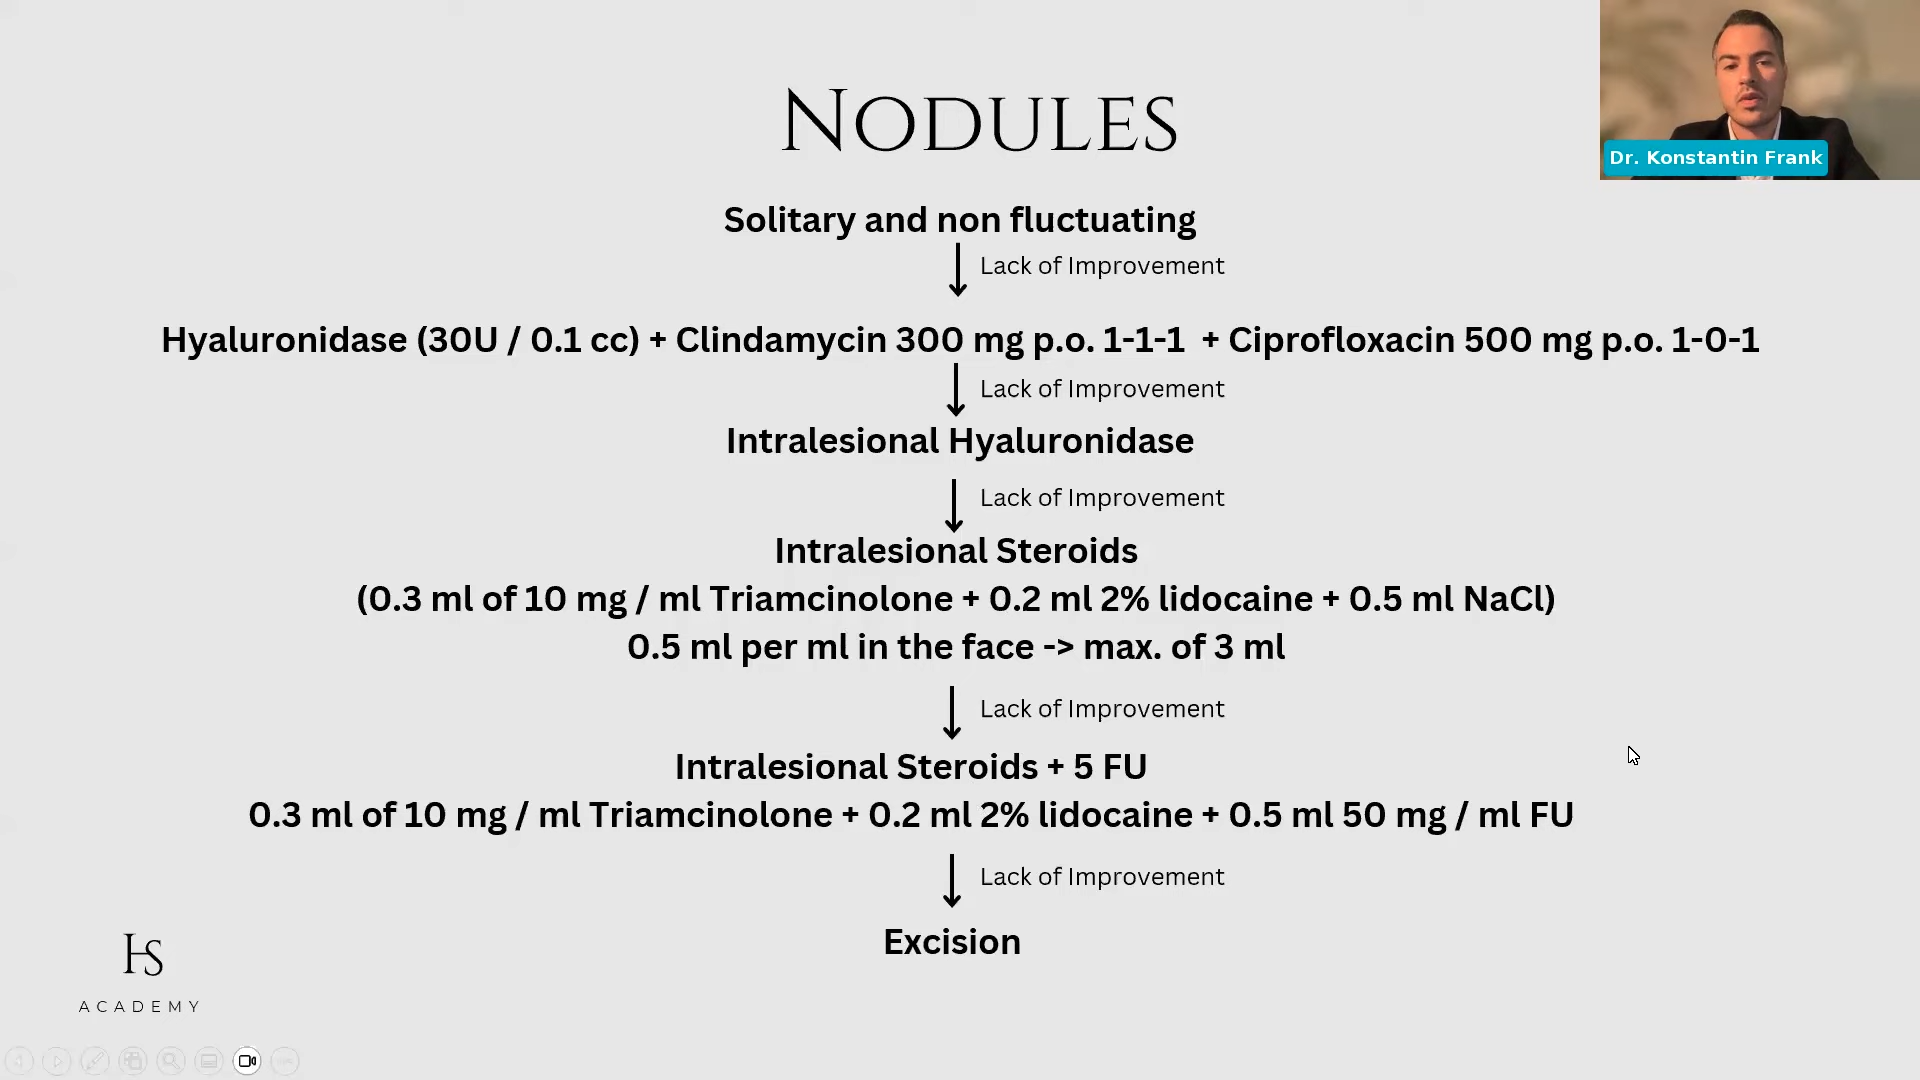 NODULES
Dr. Konstantin Frank
Solitary and non fluctuating
Lack of Improvement
Hyaluronidase (30U / 0.1 cc) + Clindamycin 300 mg p.o. 1-1-1 + Ciprofloxacin 500 mg p.o. 1-0-1
Lack of Improvement
Intralesional Hyaluronidase
Lack of Improvement
Intralesional Steroids
(0.3 ml of 10 mg / ml Triamcinolone + 0.2 ml 2% lidocaine + 0.5 ml NaCl)
0.5 ml per ml in the face -> max. of 3 ml
Lack of Improvement
Intralesional Steroids + 5 FU
0.3 ml of 10 mg / ml Triamcinolone + 0.2 ml 2% lidocaine + 0.5 ml 50 mg / ml FU
Lack of Improvement
Excision
HS
ACADEMY